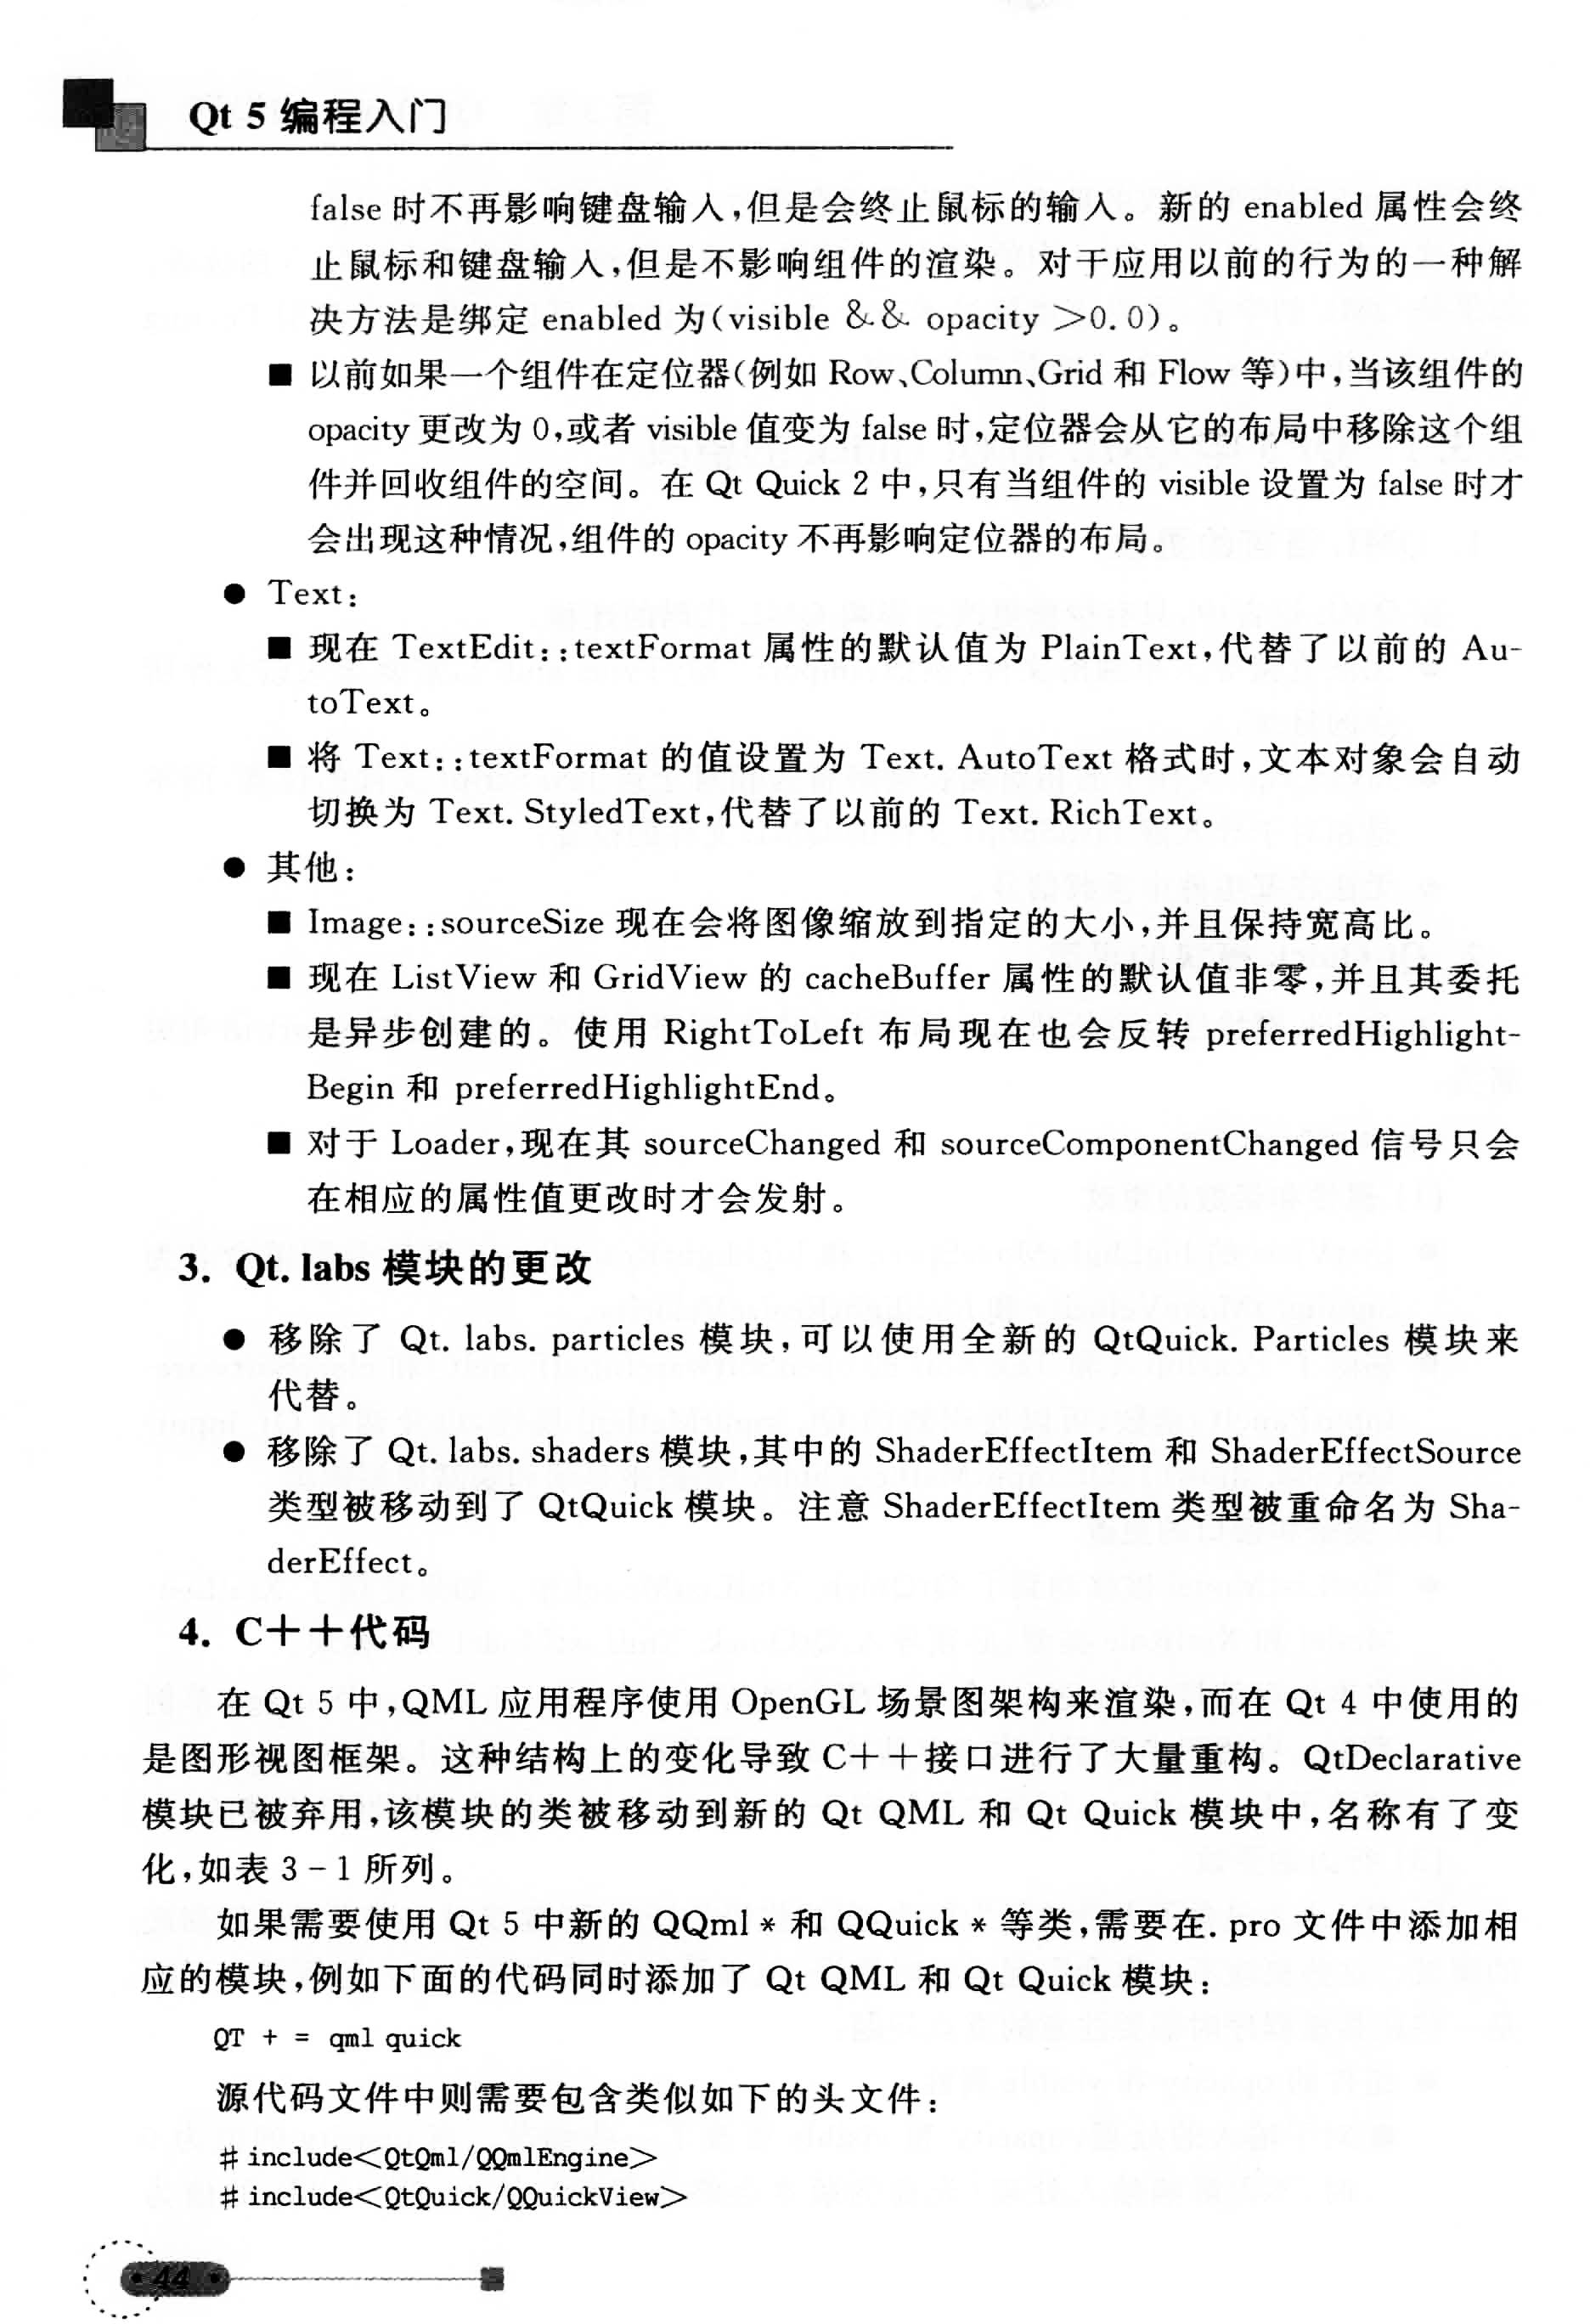 Qt 5 编程入门
false 时不再影响键盘输入,但是会终止鼠标的输入。新的 enabled 属性会终
止鼠标和键盘输入,但是不影响组件的渲染。对于应用以前的行为的一种解
决方法是绑定 enabled 为(visible && opacity >0.0)。
■ 以前如果一个组件在定位器(例如 Row、Column、Grid 和 Flow 等)中,当该组件的
opacity 更改为 0,或者 visible 值变为 false 时,定位器会从它的布局中移除这个组
件并回收组件的空间。在 Qt Quick 2 中,只有当组件的 visible 设置为 false 时才
会出现这种情况,组件的 opacity 不再影响定位器的布局。
● Text:
■ 现在 TextEdit::textFormat 属性的默认值为 PlainText,代替了以前的 Au-
toText。
■ 将 Text::textFormat 的值设置为 Text. AutoText 格式时,文本对象会自动
切换为 Text. StyledText,代替了以前的 Text. RichText。
● 其他:
■ Image::sourceSize 现在会将图像缩放到指定的大小,并且保持宽高比。
■ 现在 ListView 和 GridView 的 cacheBuffer 属性的默认值非零,并且其委托
是异步创建的。使用 RightToLeft 布局现在也会反转 preferredHighlight-
Begin 和 preferredHighlightEnd。
■ 对于 Loader,现在其 sourceChanged 和 sourceComponentChanged 信号只会
在相应的属性值更改时才会发射。
3. Qt. labs 模块的更改
● 移除了 Qt. labs. particles 模块,可以使用全新的 QtQuick. Particles 模块来
代替。
● 移除了 Qt. labs. shaders 模块,其中的 ShaderEffectItem 和 ShaderEffectSource
类型被移动到了 QtQuick 模块。注意 ShaderEffectItem 类型被重命名为 Sha-
derEffect。
4. C++代码
在 Qt 5 中,QML 应用程序使用 OpenGL 场景图架构来渲染,而在 Qt 4 中使用的
是图形视图框架。这种结构上的变化导致 C++接口进行了大量重构。QtDeclarative
模块已被弃用,该模块的类被移动到新的 Qt QML 和 Qt Quick 模块中,名称有了变
化,如表 3-1 所列。
如果需要使用 Qt 5 中新的 QQml * 和 QQuick * 等类,需要在. pro 文件中添加相
应的模块,例如下面的代码同时添加了 Qt QML 和 Qt Quick 模块:
QT + = qml quick
源代码文件中则需要包含类似如下的头文件:
# include<QtQml/QQmlEngine>
# include<QtQuick/QQuickView>
44